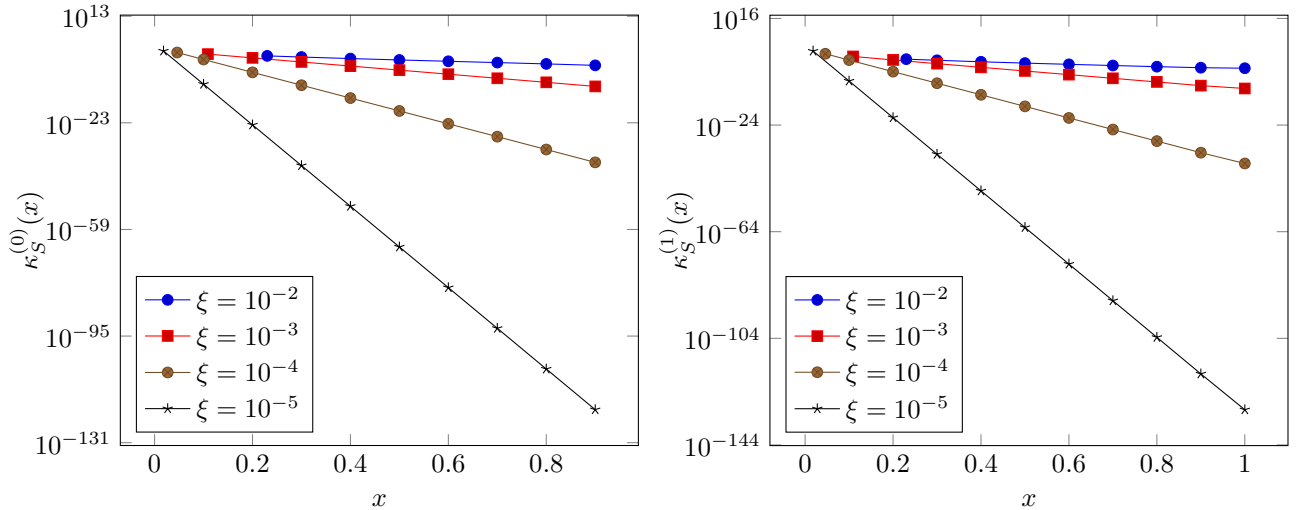 10^13
10^−23
10^−59
10^−95
10^−131
κ_S^(0)(x)
ξ = 10^−2
ξ = 10^−3
ξ = 10^−4
ξ = 10^−5
0 0.2 0.4 0.6 0.8
x
10^16
10^−24
10^−64
10^−104
10^−144
κ_S^(1)(x)
ξ = 10^−2
ξ = 10^−3
ξ = 10^−4
ξ = 10^−5
0 0.2 0.4 0.6 0.8 1
x